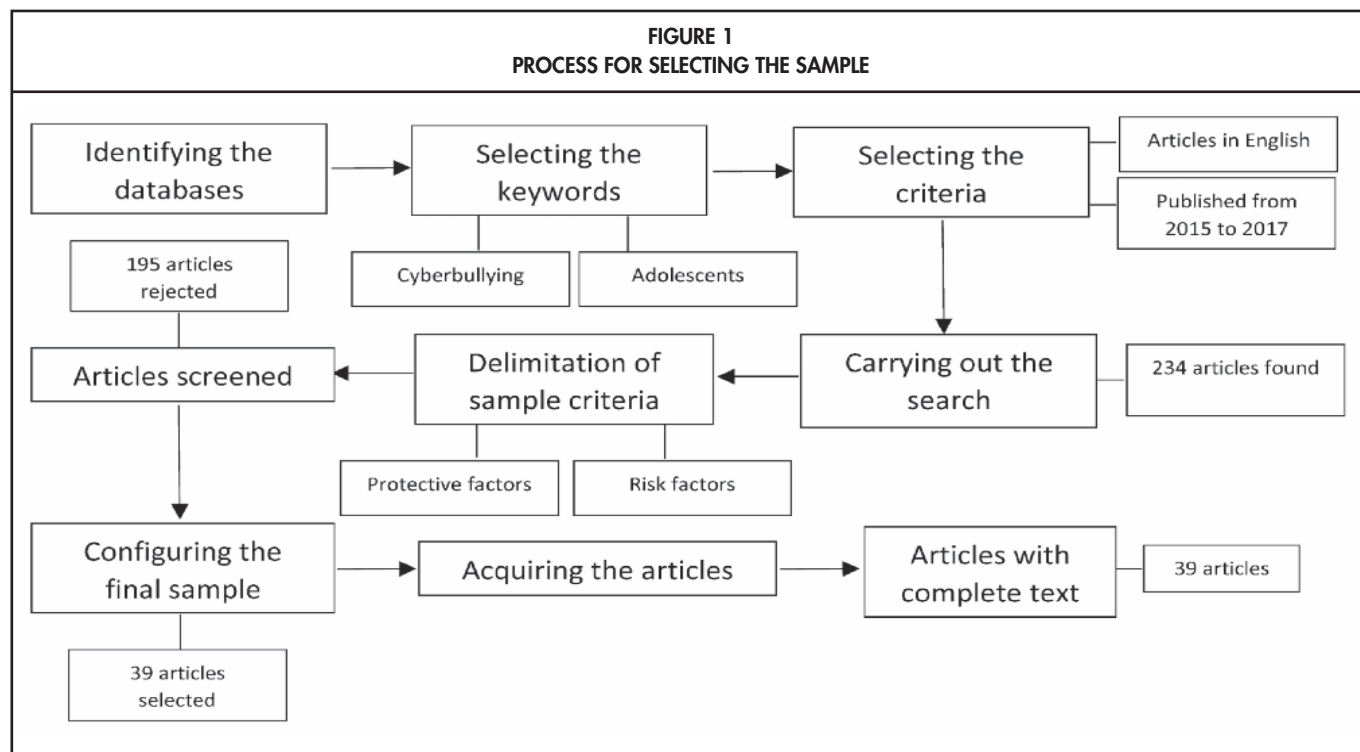 FIGURE 1
PROCESS FOR SELECTING THE SAMPLE
Identifying the
databases
Selecting the
keywords
Selecting the
criteria
Articles in English
Published from
2015 to 2017
Cyberbullying
Adolescents
195 articles
rejected
Articles screened
Delimitation of
sample criteria
Carrying out the
search
234 articles found
Protective factors
Risk factors
Configuring the
final sample
Acquiring the articles
Articles with
complete text
39 articles
39 articles
selected